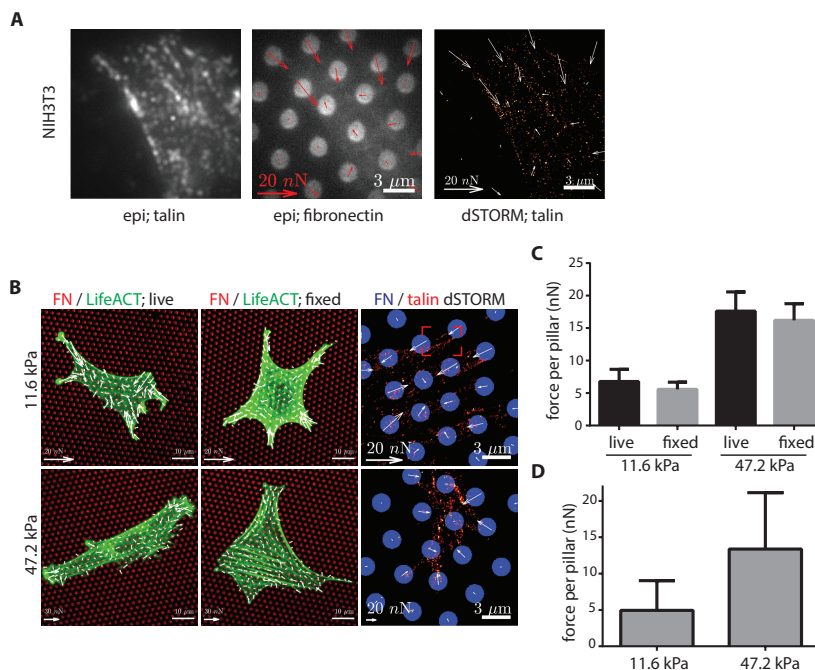 A
NIH3T3
20 nN
3 µm
20 nN
3 µm
epi; talin
epi; fibronectin
dSTORM; talin
B
FN / LifeACT; live
FN / LifeACT; fixed
FN / talin dSTORM
11.6 kPa
20 nN
10 µm
20 nN
10 µm
20 nN
3 µm
47.2 kPa
30 nN
10 µm
30 nN
10 µm
20 nN
3 µm
C
force per pillar (nN)
25
20
15
10
5
0
live
fixed
live
fixed
11.6 kPa
47.2 kPa
D
force per pillar (nN)
20
15
10
5
0
11.6 kPa
47.2 kPa